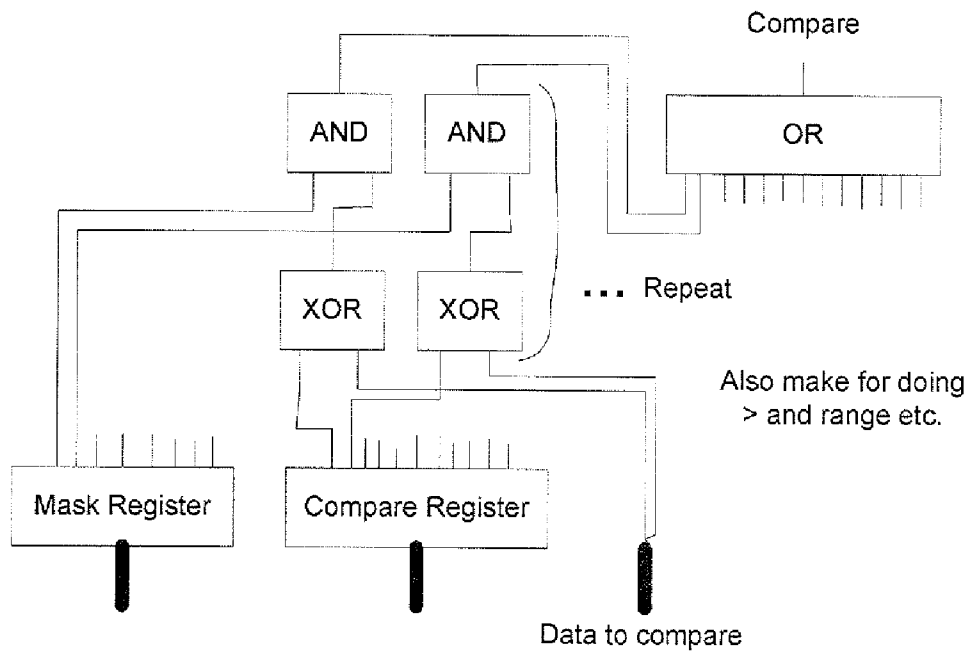 Compare
AND
AND
OR
XOR
XOR
... Repeat
Also make for doing
> and range etc.
Mask Register
Compare Register
Data to compare